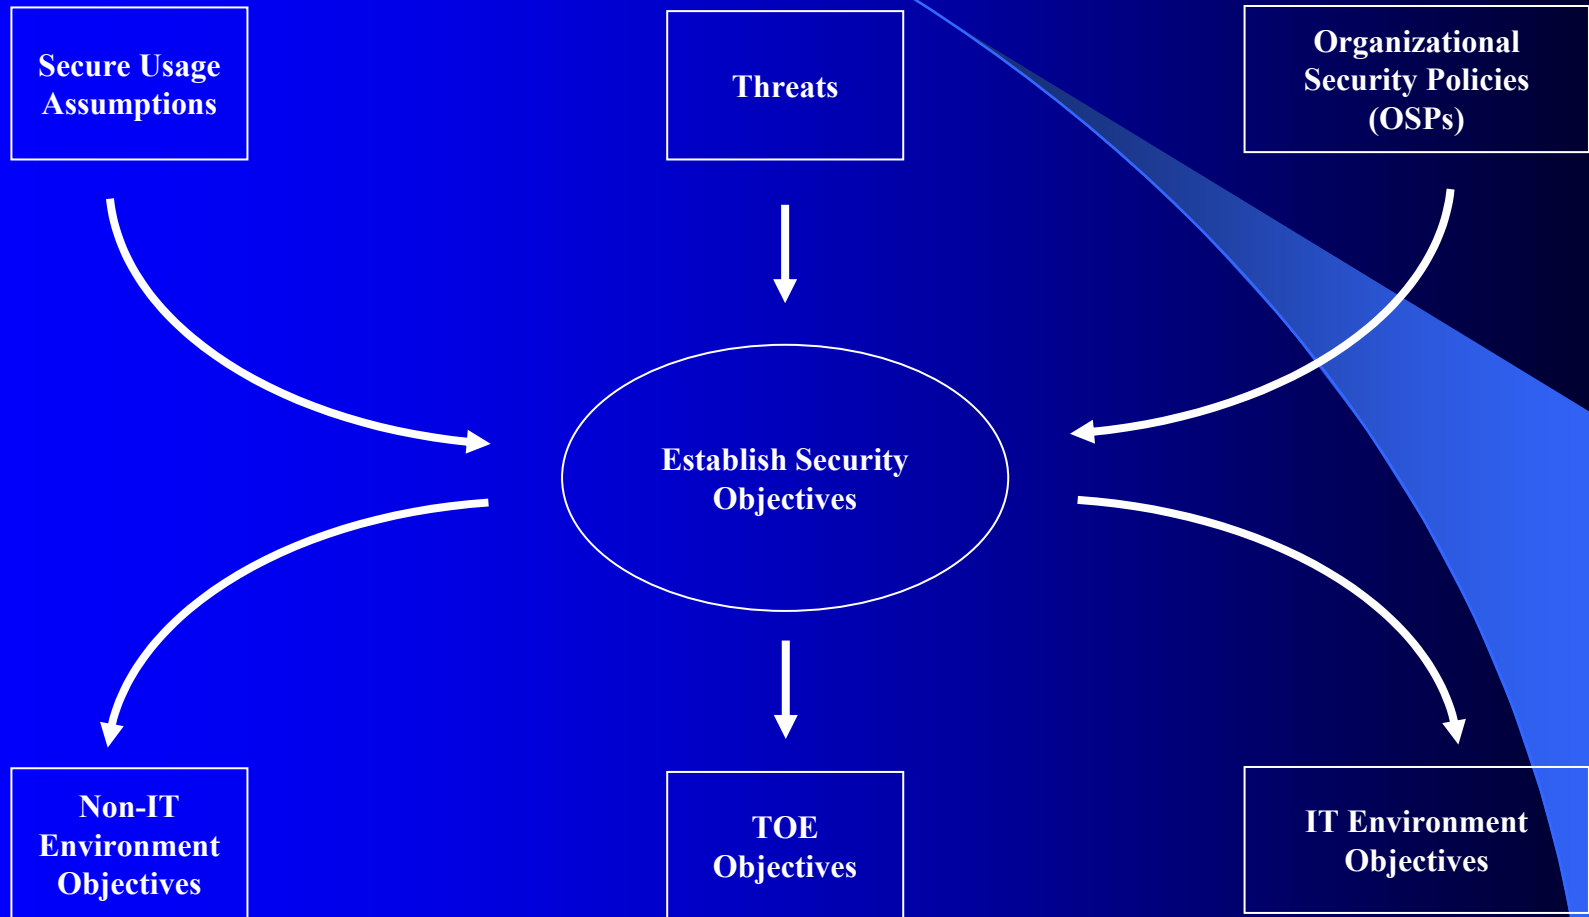 Secure Usage
Assumptions
Threats
Organizational
Security Policies
(OSPs)
Establish Security
Objectives
Non-IT
Environment
Objectives
TOE
Objectives
IT Environment
Objectives